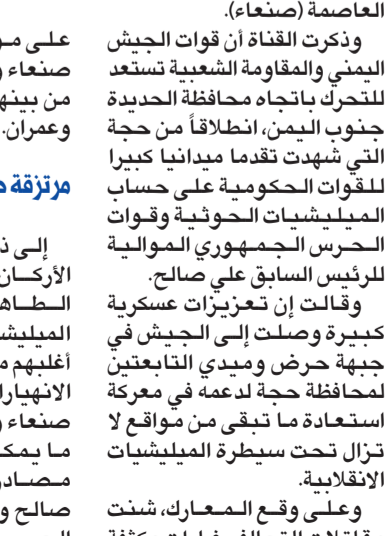 العاصمة (صنعاء).
وذكرت القناة أن قوات الجيش
اليمني والمقاومة الشعبية تستعد
للتحرك باتجاه محافظة الحديدة
جنوب اليمن، انطلاقاً من حجة
التي شهدت تقدما ميدانيا كبيرا
للقوات الحكومية على حساب
الميليشيات الحوثية وقوات
الحرس الجمهوري الموالية
للرئيس السابق علي صالح.
وقالت إن تعزيزات عسكرية
كبيرة وصلت إلى الجيش في
جبهة حرض وميدي التابعتين
لمحافظة حجة لدعمه في معركة
استعادة ما تبقى من مواقع لا
تزال تحت سيطرة الميليشيات
الانقلابية.
وعلى وقع المعارك، شنت
على
صنعاء
من بينه
وعمران.
مرتزقة
إلى
الأركان
الطاه
الميليش
أغلبهم
الانهيار
صنعاء
ما يمك
مصادر
صالح و